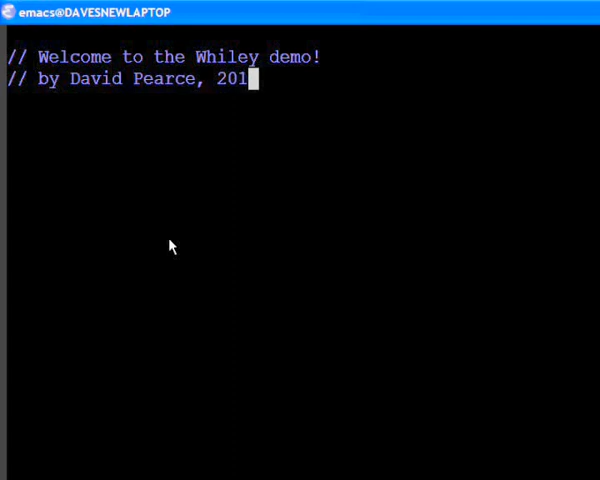 emacs@DAVESNEWLAPTOP
// Welcome to the Whiley demo!
// by David Pearce, 201